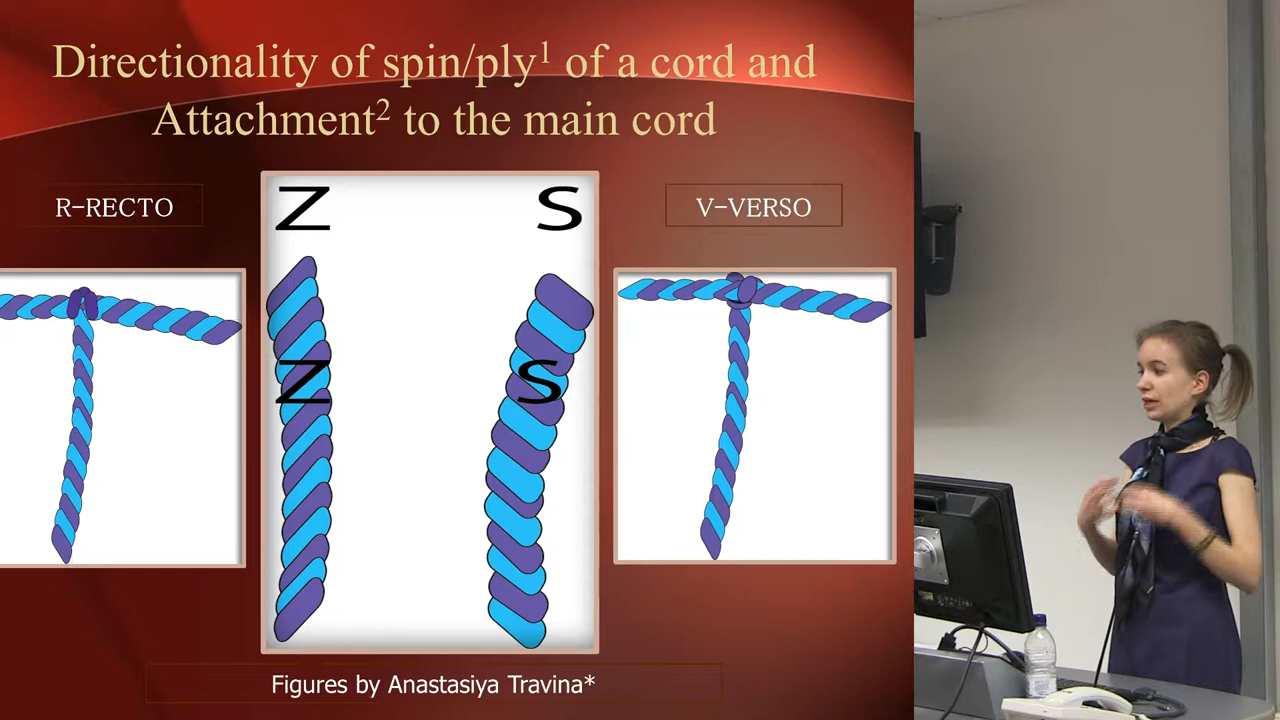 Directionality of spin/ply¹ of a cord and
Attachment² to the main cord
R-RECTO
Z S
V-VERSO
Z S
Figures by Anastasiya Travina*